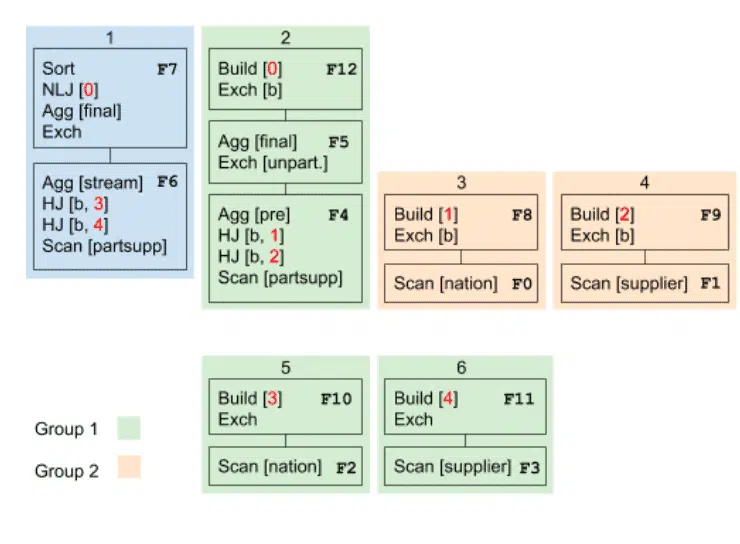 1
Sort F7
NLJ [0]
Agg [final]
Exch
Agg [stream] F6
HJ [b, 3]
HJ [b, 4]
Scan [partsupp]
2
Build [0] F12
Exch [b]
Agg [final] F5
Exch [unpart.]
Agg [pre] F4
HJ [b, 1]
HJ [b, 2]
Scan [partsupp]
3
Build [1] F8
Exch [b]
Scan [nation] F0
4
Build [2] F9
Exch [b]
Scan [supplier] F1
5
Build [3] F10
Exch
Scan [nation] F2
6
Build [4] F11
Exch
Scan [supplier] F3
Group 1
Group 2